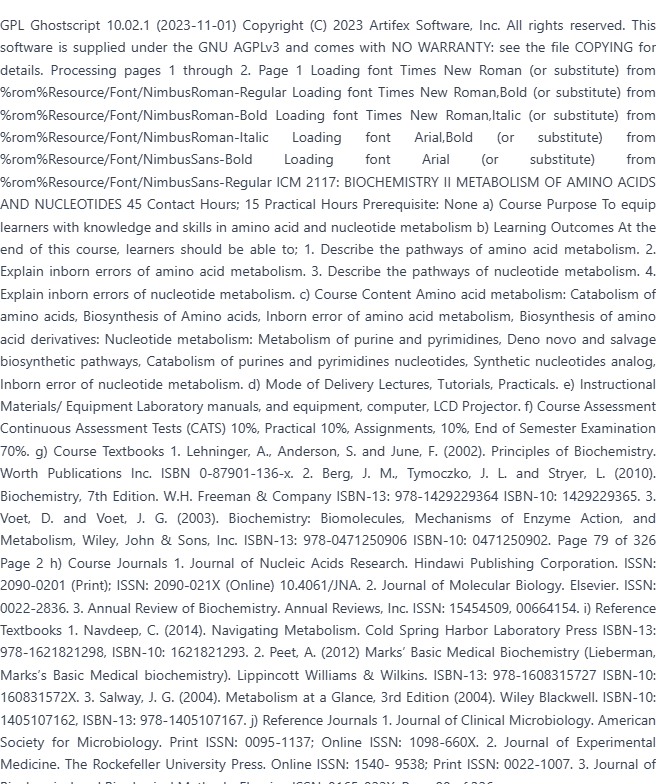 GPL Ghostscript 10.02.1 (2023-11-01) Copyright (C) 2023 Artifex Software, Inc. All rights reserved. This
software is supplied under the GNU AGPLv3 and comes with NO WARRANTY: see the file COPYING for
details. Processing pages 1 through 2. Page 1 Loading font Times New Roman (or substitute) from
%rom%Resource/Font/NimbusRoman-Regular Loading font Times New Roman,Bold (or substitute) from
%rom%Resource/Font/NimbusRoman-Bold Loading font Times New Roman,Italic (or substitute) from
%rom%Resource/Font/NimbusRoman-Italic Loading font Arial,Bold (or substitute) from
%rom%Resource/Font/NimbusSans-Bold Loading font Arial (or substitute) from
%rom%Resource/Font/NimbusSans-Regular ICM 2117: BIOCHEMISTRY II METABOLISM OF AMINO ACIDS
AND NUCLEOTIDES 45 Contact Hours; 15 Practical Hours Prerequisite: None a) Course Purpose To equip
learners with knowledge and skills in amino acid and nucleotide metabolism b) Learning Outcomes At the
end of this course, learners should be able to; 1. Describe the pathways of amino acid metabolism. 2.
Explain inborn errors of amino acid metabolism. 3. Describe the pathways of nucleotide metabolism. 4.
Explain inborn errors of nucleotide metabolism. c) Course Content Amino acid metabolism: Catabolism of
amino acids, Biosynthesis of Amino acids, Inborn error of amino acid metabolism, Biosynthesis of amino
acid derivatives: Nucleotide metabolism: Metabolism of purine and pyrimidines, Deno novo and salvage
biosynthetic pathways, Catabolism of purines and pyrimidines nucleotides, Synthetic nucleotides analog,
Inborn error of nucleotide metabolism. d) Mode of Delivery Lectures, Tutorials, Practicals. e) Instructional
Materials/ Equipment Laboratory manuals, and equipment, computer, LCD Projector. f) Course Assessment
Continuous Assessment Tests (CATS) 10%, Practical 10%, Assignments, 10%, End of Semester Examination
70%. g) Course Textbooks 1. Lehninger, A., Anderson, S. and June, F. (2002). Principles of Biochemistry.
Worth Publications Inc. ISBN 0-87901-136-x. 2. Berg, J. M., Tymoczko, J. L. and Stryer, L. (2010).
Biochemistry, 7th Edition. W.H. Freeman & Company ISBN-13: 978-1429229364 ISBN-10: 1429229365. 3.
Voet, D. and Voet, J. G. (2003). Biochemistry: Biomolecules, Mechanisms of Enzyme Action, and
Metabolism, Wiley, John & Sons, Inc. ISBN-13: 978-0471250906 ISBN-10: 0471250902. Page 79 of 326
Page 2 h) Course Journals 1. Journal of Nucleic Acids Research. Hindawi Publishing Corporation. ISSN:
2090-0201 (Print); ISSN: 2090-021X (Online) 10.4061/JNA. 2. Journal of Molecular Biology. Elsevier. ISSN:
0022-2836. 3. Annual Review of Biochemistry. Annual Reviews, Inc. ISSN: 15454509, 00664154. i) Reference
Textbooks 1. Navdeep, C. (2014). Navigating Metabolism. Cold Spring Harbor Laboratory Press ISBN-13:
978-1621821298, ISBN-10: 1621821293. 2. Peet, A. (2012) Marks’ Basic Medical Biochemistry (Lieberman,
Marks’s Basic Medical biochemistry). Lippincott Williams & Wilkins. ISBN-13: 978-1608315727 ISBN-10:
160831572X. 3. Salway, J. G. (2004). Metabolism at a Glance, 3rd Edition (2004). Wiley Blackwell. ISBN-10:
1405107162, ISBN-13: 978-1405107167. j) Reference Journals 1. Journal of Clinical Microbiology. American
Society for Microbiology. Print ISSN: 0095-1137; Online ISSN: 1098-660X. 2. Journal of Experimental
Medicine. The Rockefeller University Press. Online ISSN: 1540- 9538; Print ISSN: 0022-1007. 3. Journal of